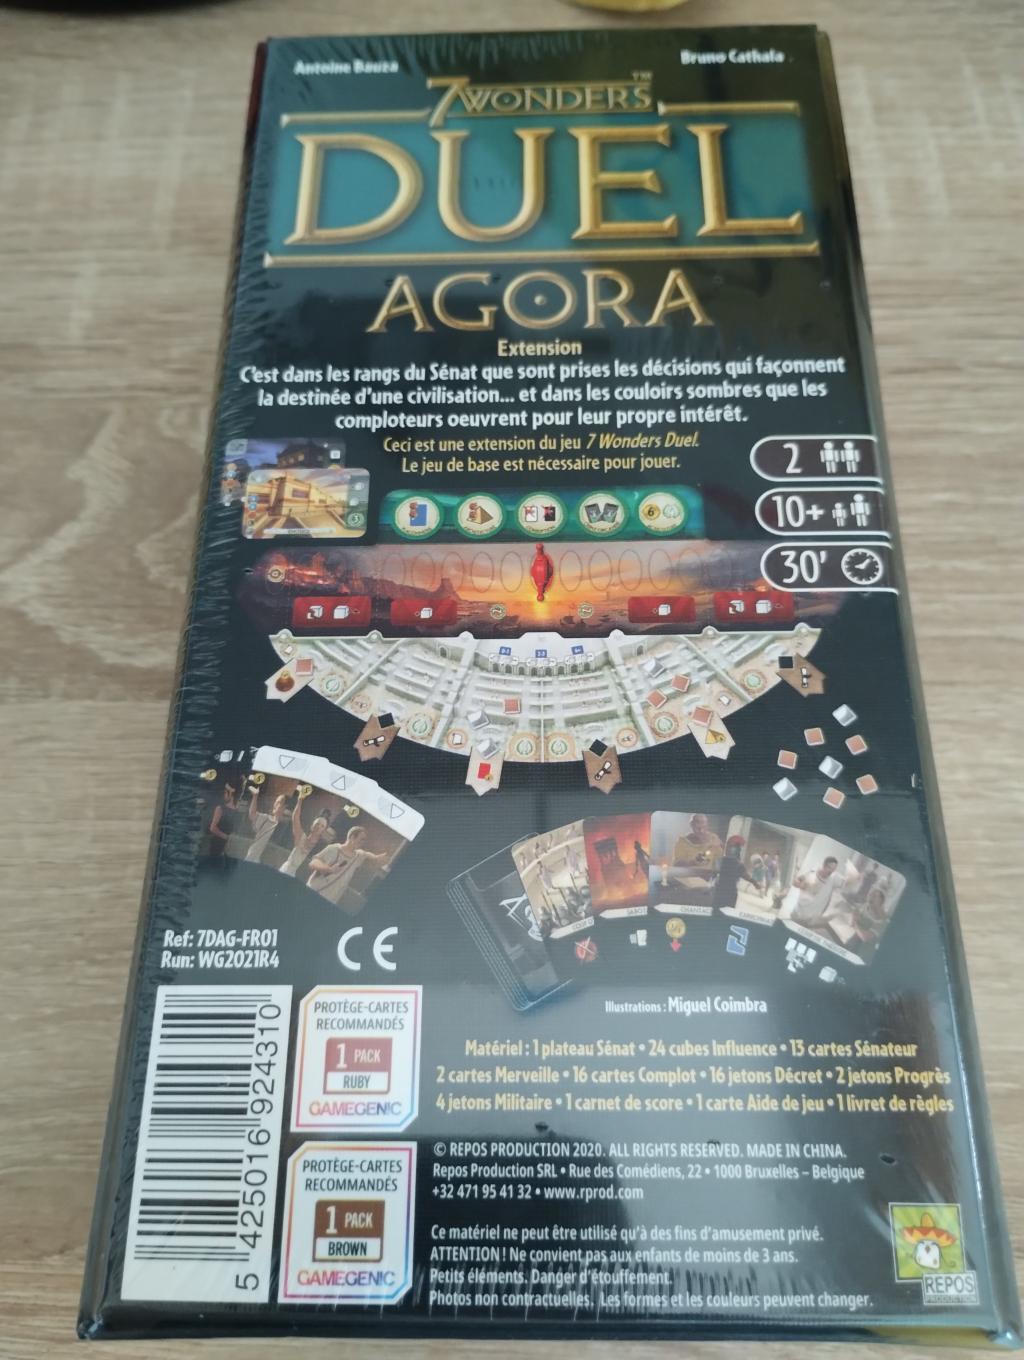 Antoine Bauza
Bruno Cathala
7 WONDERS™
DUEL
AGORA
Extension
C'est dans les rangs du Sénat que sont prises les décisions qui façonnent
la destinée d'une civilisation... et dans les couloirs sombres que les
comploteurs oeuvrent pour leur propre intérêt.
Ceci est une extension du jeu 7 Wonders Duel.
Le jeu de base est nécessaire pour jouer.
2
10+
30'
Ref: 7DAG-FR01
Run: WG2021R4
CE
PROTÈGE-CARTES
RECOMMANDÉS
1 PACK
RUBY
GAMEGENIC
PROTÈGE-CARTES
RECOMMANDÉS
1 PACK
BROWN
GAMEGENIC
5 425016 924310
Illustrations : Miguel Coimbra
Matériel : 1 plateau Sénat • 24 cubes Influence • 13 cartes Sénateur
2 cartes Merveille • 16 cartes Complot • 16 jetons Décret • 2 jetons Progrès
4 jetons Militaire • 1 carnet de score • 1 carte Aide de jeu • 1 livret de règles
© REPOS PRODUCTION 2020. ALL RIGHTS RESERVED. MADE IN CHINA.
Repos Production SRL • Rue des Comédiens, 22 • 1000 Bruxelles – Belgique
+32 471 95 41 32 • www.rprod.com
Ce matériel ne peut être utilisé qu'à des fins d'amusement privé.
ATTENTION ! Ne convient pas aux enfants de moins de 3 ans.
Petits éléments. Danger d'étouffement.
Photos non contractuelles. Les formes et les couleurs peuvent changer.
REPOS
PRODUCTION